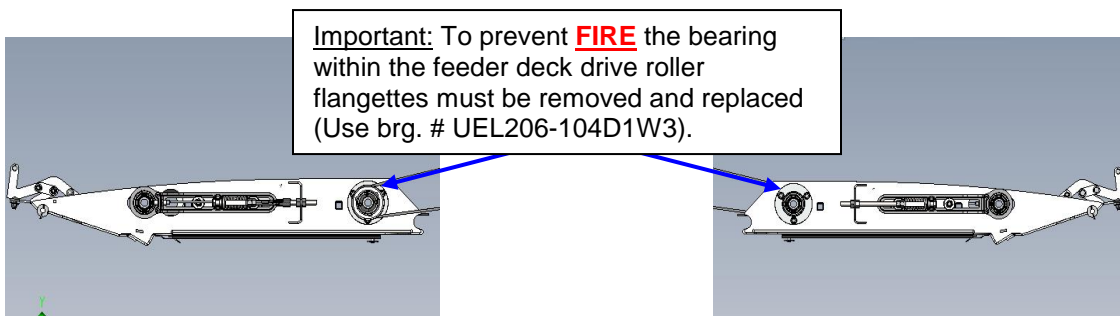 Important: To prevent FIRE the bearing
within the feeder deck drive roller
flangettes must be removed and replaced
(Use brg. # UEL206-104D1W3).
Y